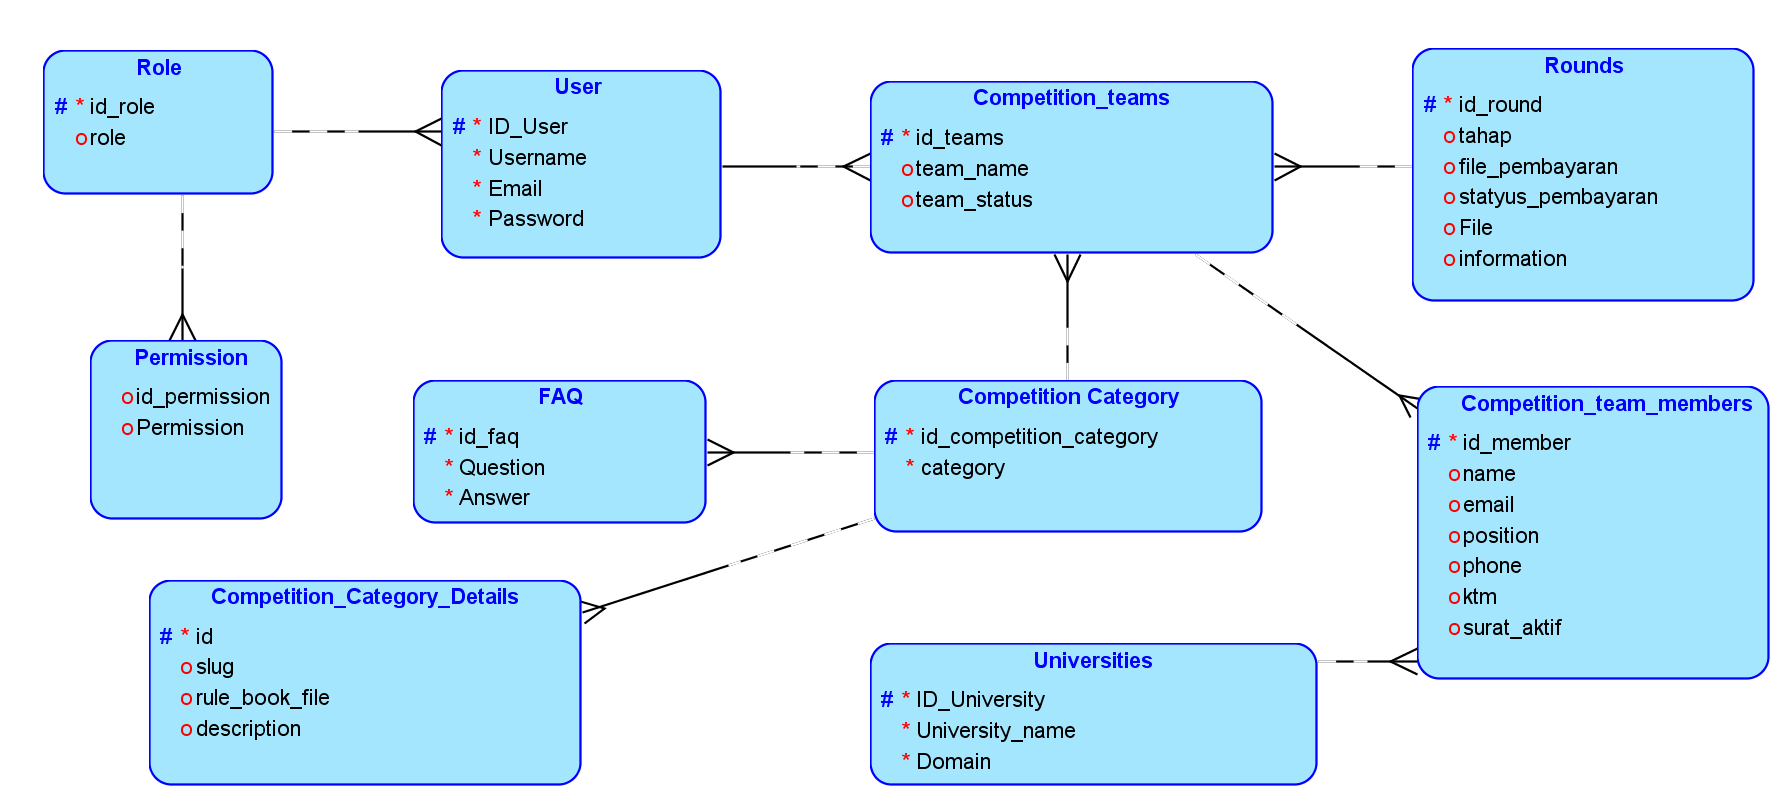 Role
# * id_role
o role
User
# * ID_User
* Username
* Email
* Password
Competition_teams
# * id_teams
o team_name
o team_status
Rounds
# * id_round
o tahap
o file_pembayaran
o statyus_pembayaran
o File
o information
Permission
o id_permission
o Permission
FAQ
# * id_faq
* Question
* Answer
Competition Category
# * id_competition_category
* category
Competition_team_members
# * id_member
o name
o email
o position
o phone
o ktm
o surat_aktif
Competition_Category_Details
# * id
o slug
o rule_book_file
o description
Universities
# * ID_University
* University_name
* Domain